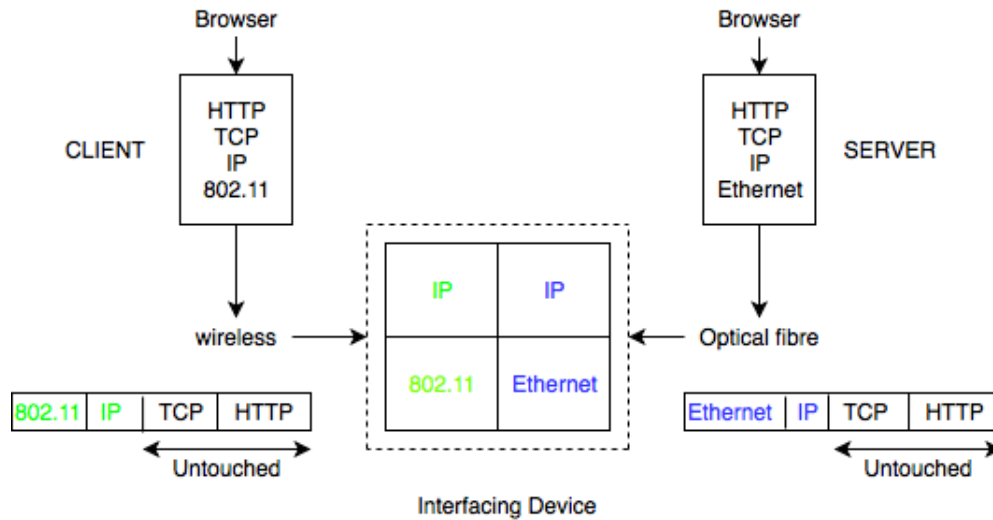 Browser
Browser
CLIENT
HTTP
TCP
IP
802.11
HTTP
TCP
IP
Ethernet
SERVER
IP
IP
802.11
Ethernet
wireless
Optical fibre
802.11 IP TCP HTTP
Untouched
Ethernet IP TCP HTTP
Untouched
Interfacing Device